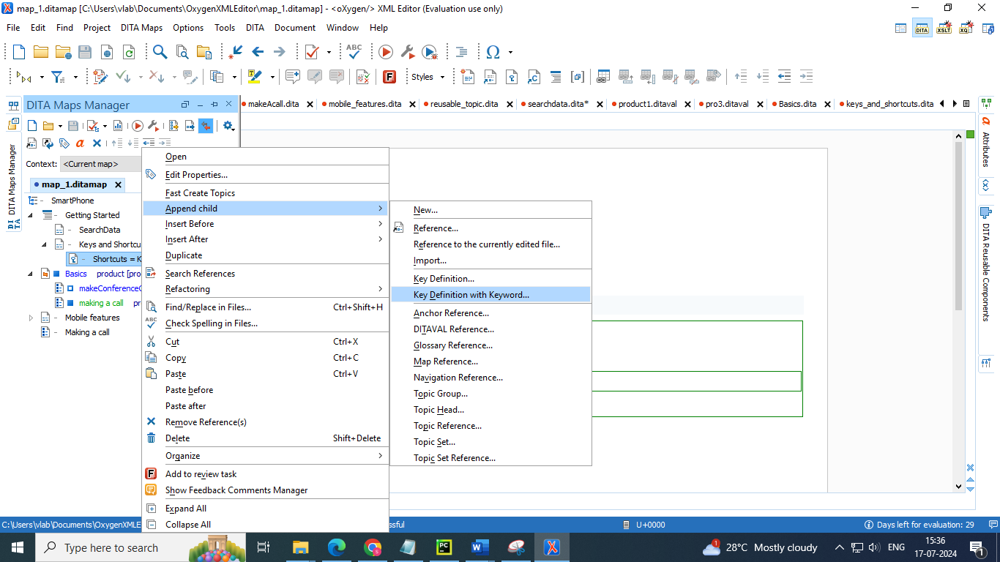 map_1.ditamap [C:\Users\vlab\Documents\OxygenXMLEditor\map_1.ditamap] - <oXygen/> XML Editor (Evaluation use only)
File Edit Find Project DITA Maps Options Tools DITA Document Window Help
DITA XSLT XQ
ABC
Styles
DITA Maps Manager
makeAcall.dita mobile_features.dita reusable_topic.dita searchdata.dita* product1.ditaval pro3.ditaval Basics.dita keys_and_shortcuts.dita
Context: <Current map>
map_1.ditamap
SmartPhone
Getting Started
SearchData
Keys and Shortcu
Shortcuts = K
Basics product [pro
makeConferenceC
making a call pr
Mobile features
Making a call
DITA Maps Manager
Open
Edit Properties...
Fast Create Topics
Append child
Insert Before
Insert After
Duplicate
Search References
Refactoring
Find/Replace in Files... Ctrl+Shift+H
Check Spelling in Files...
Cut Ctrl+X
Copy Ctrl+C
Paste Ctrl+V
Paste before
Paste after
Remove Reference(s)
Delete Shift+Delete
Organize
Add to review task
Show Feedback Comments Manager
Expand All
Collapse All
New...
Reference...
Reference to the currently edited file...
Import...
Key Definition...
Key Definition with Keyword...
Anchor Reference...
DITAVAL Reference...
Glossary Reference...
Map Reference...
Navigation Reference...
Topic Group...
Topic Head...
Topic Reference...
Topic Set...
Topic Set Reference...
Attributes
DITA Reusable Components
C:\Users\vlab\Documents\OxygenXMLE
sful
U+0000
Days left for evaluation: 29
Type here to search
28°C Mostly cloudy
ENG
15:36
17-07-2024
1